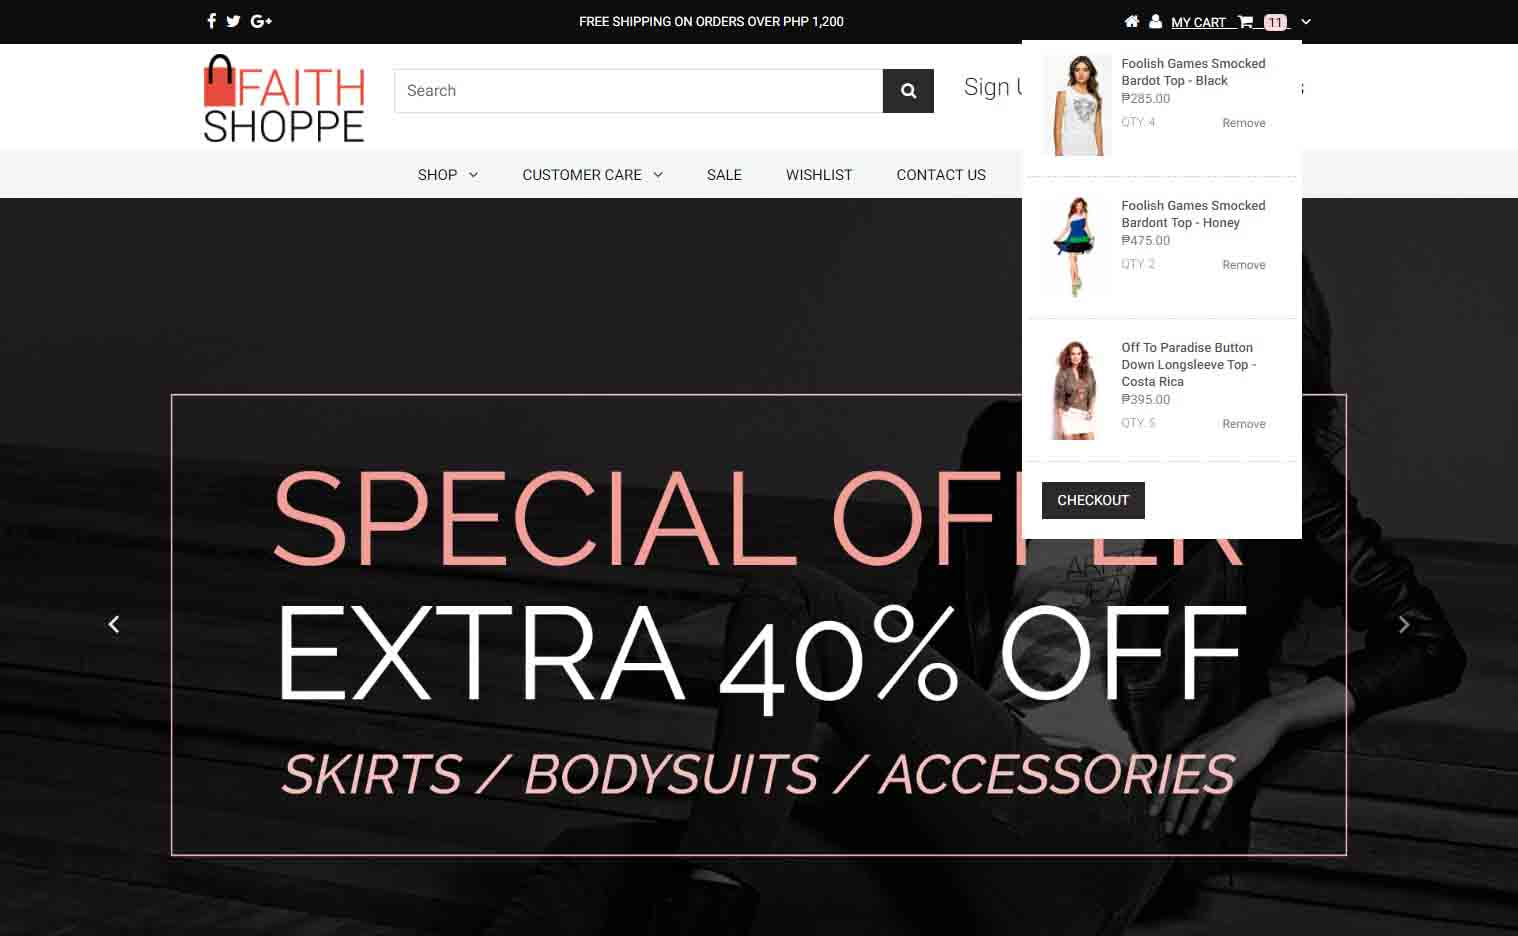 FREE SHIPPING ON ORDERS OVER PHP 1,200
MY CART 11
FAITH
SHOPPE
Search
Sign
SHOP
CUSTOMER CARE
SALE
WISHLIST
CONTACT US
Foolish Games Smocked
Bardot Top - Black
₱285.00
QTY. 4 Remove
Foolish Games Smocked
Bardont Top - Honey
₱475.00
QTY. 2 Remove
Off To Paradise Button
Down Longsleeve Top -
Costa Rica
₱395.00
QTY. 5 Remove
CHECKOUT
SPECIAL OFFER
EXTRA 40% OFF
SKIRTS / BODYSUITS / ACCESSORIES